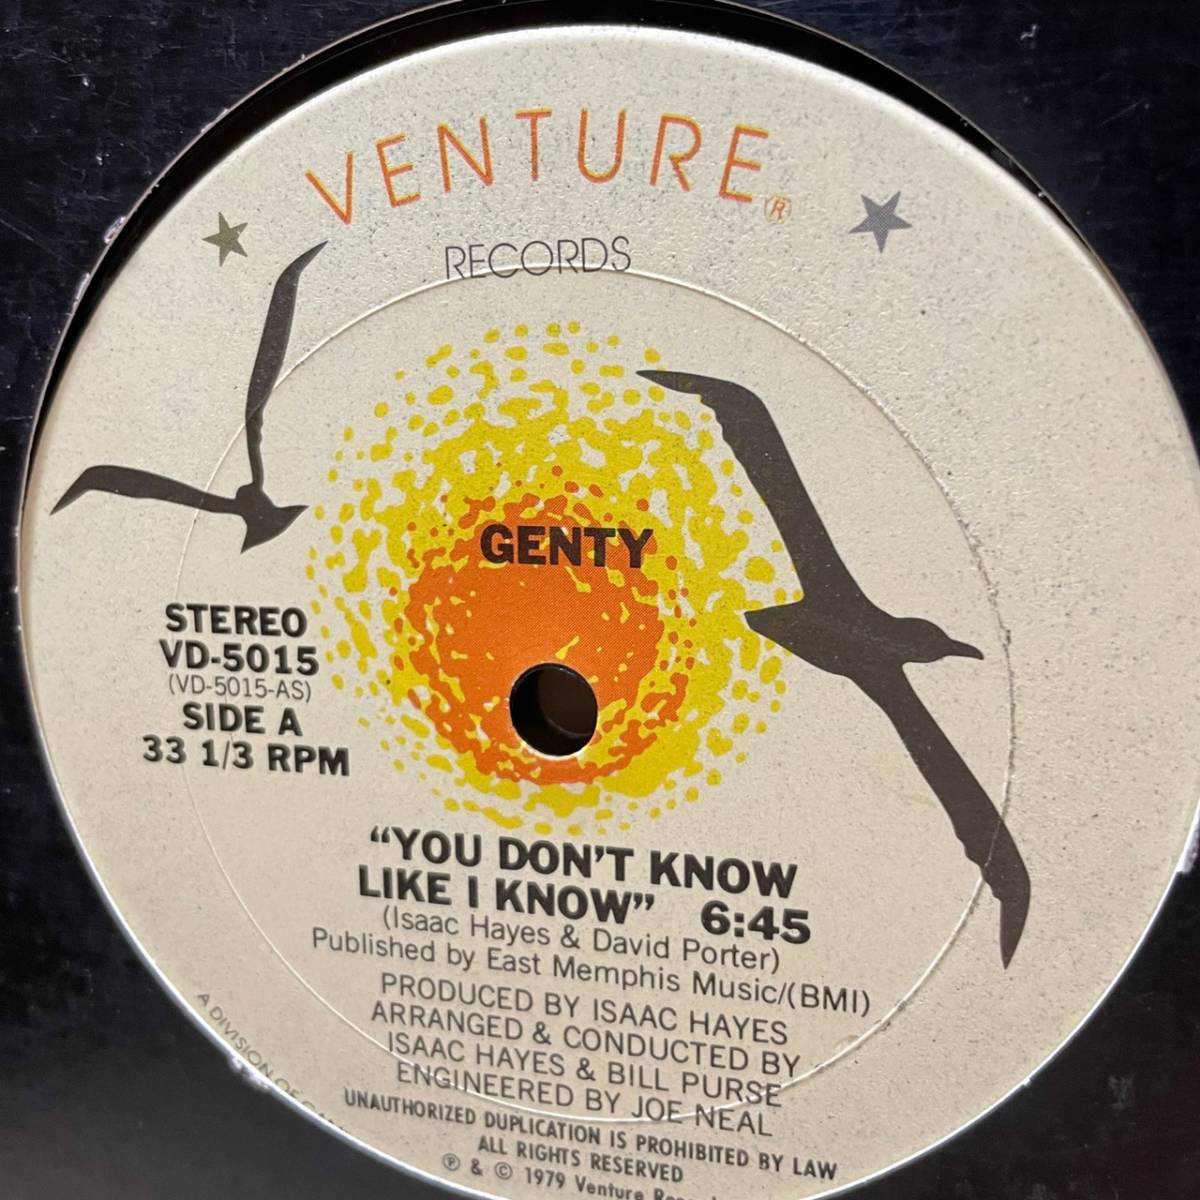 VENTURE®
RECORDS
GENTY
STEREO
VD-5015
(VD-5015-AS)
SIDE A
33 1/3 RPM
“YOU DON’T KNOW
LIKE I KNOW” 6:45
(Isaac Hayes & David Porter)
Published by East Memphis Music/(BMI)
PRODUCED BY ISAAC HAYES
ARRANGED & CONDUCTED BY
ISAAC HAYES & BILL PURSE
ENGINEERED BY JOE NEAL
UNAUTHORIZED DUPLICATION IS PROHIBITED BY LAW
ALL RIGHTS RESERVED
℗ & © 1979 Venture
A DIVISION OF